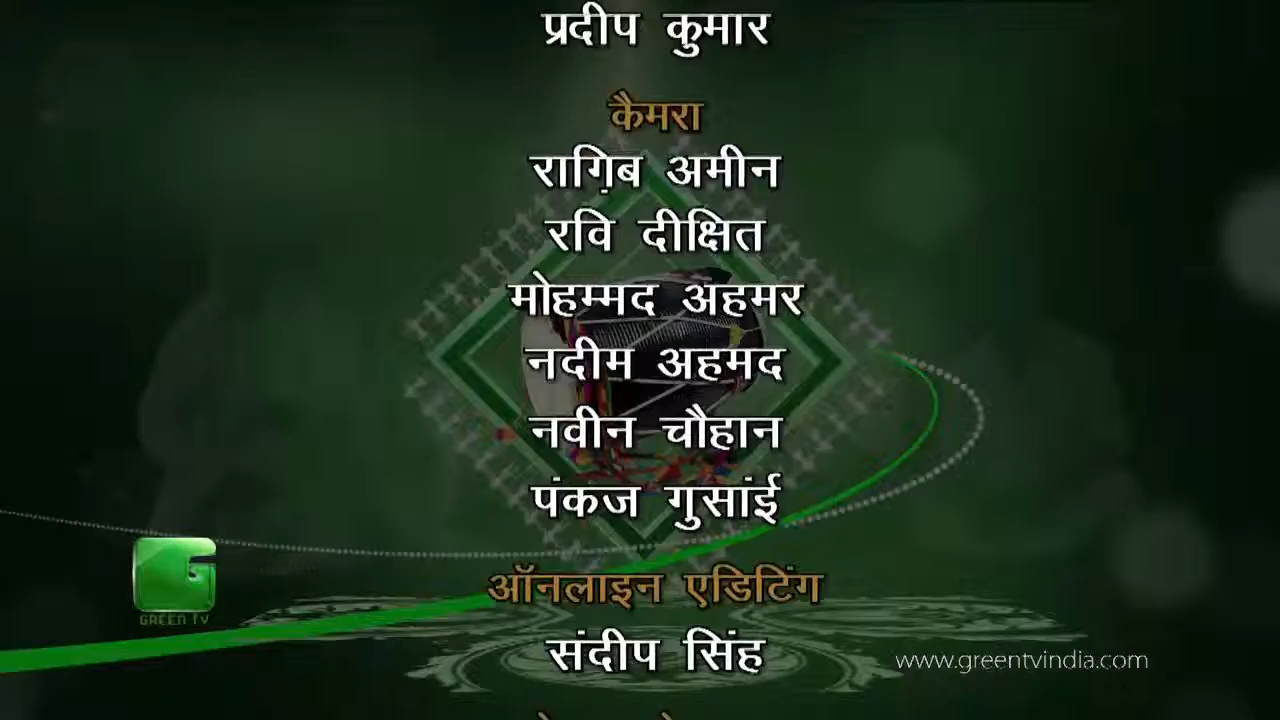 प्रदीप कुमार
कैमरा
राग़िब अमीन
रवि दीक्षित
मोहम्मद अहमर
नदीम अहमद
नवीन चौहान
पंकज गुसांई
ऑनलाइन एडिटिंग
संदीप सिंह
GREEN TV
www.greentvindia.com